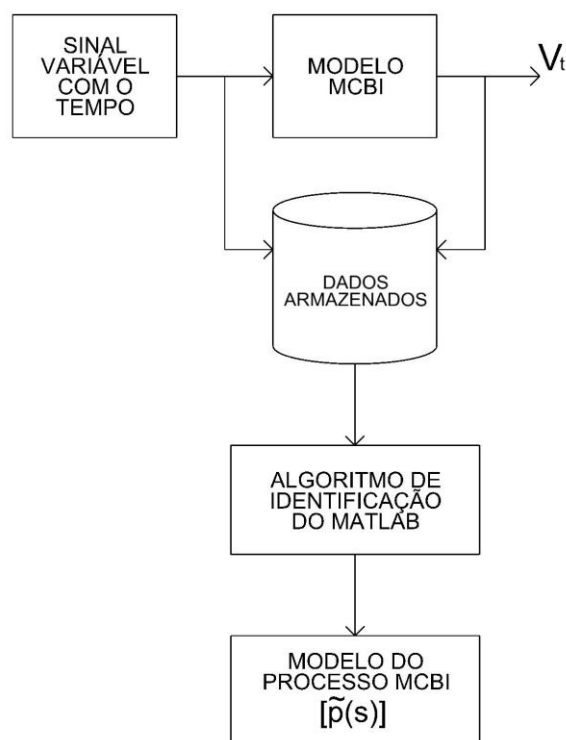 SINAL
VARIÁVEL
COM O
TEMPO
MODELO
MCBI
Vt
DADOS
ARMAZENADOS
ALGORITMO DE
IDENTIFICAÇÃO
DO MATLAB
MODELO DO
PROCESSO MCBI
[p̃(s)]